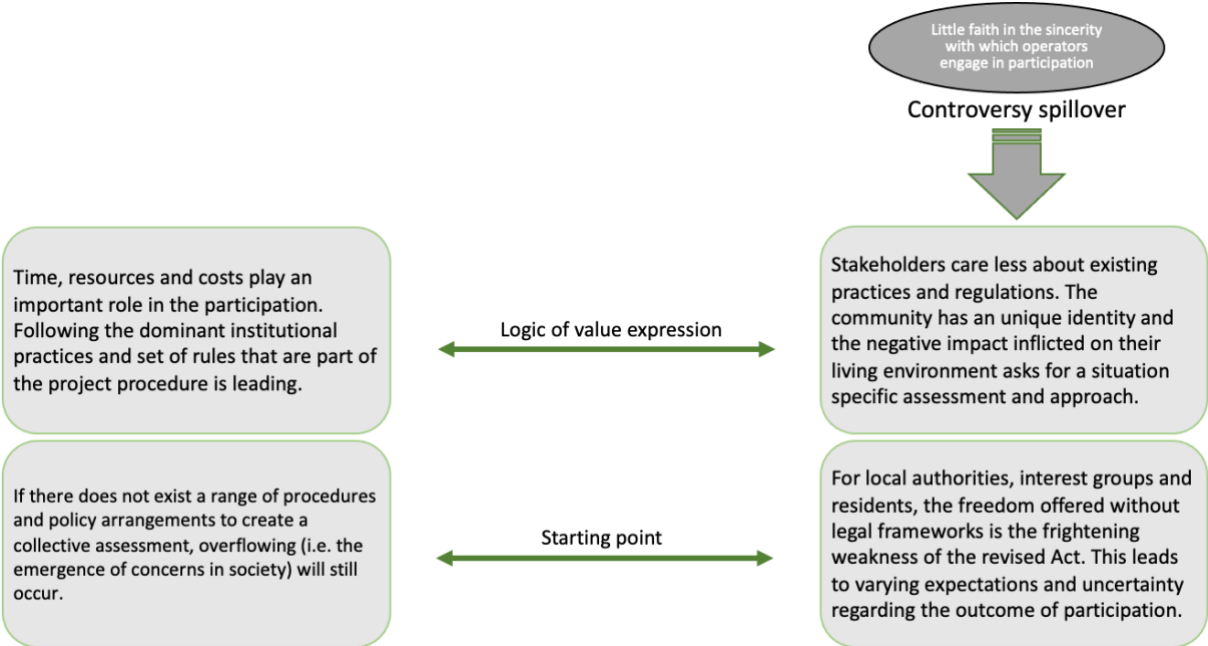 Little faith in the sincerity
with which operators
engage in participation
Controversy spillover
Time, resources and costs play an
important role in the participation.
Following the dominant institutional
practices and set of rules that are part of
the project procedure is leading.
Logic of value expression
Stakeholders care less about existing
practices and regulations. The
community has an unique identity and
the negative impact inflicted on their
living environment asks for a situation
specific assessment and approach.
If there does not exist a range of procedures
and policy arrangements to create a
collective assessment, overflowing (i.e. the
emergence of concerns in society) will still
occur.
Starting point
For local authorities, interest groups and
residents, the freedom offered without
legal frameworks is the frightening
weakness of the revised Act. This leads
to varying expectations and uncertainty
regarding the outcome of participation.